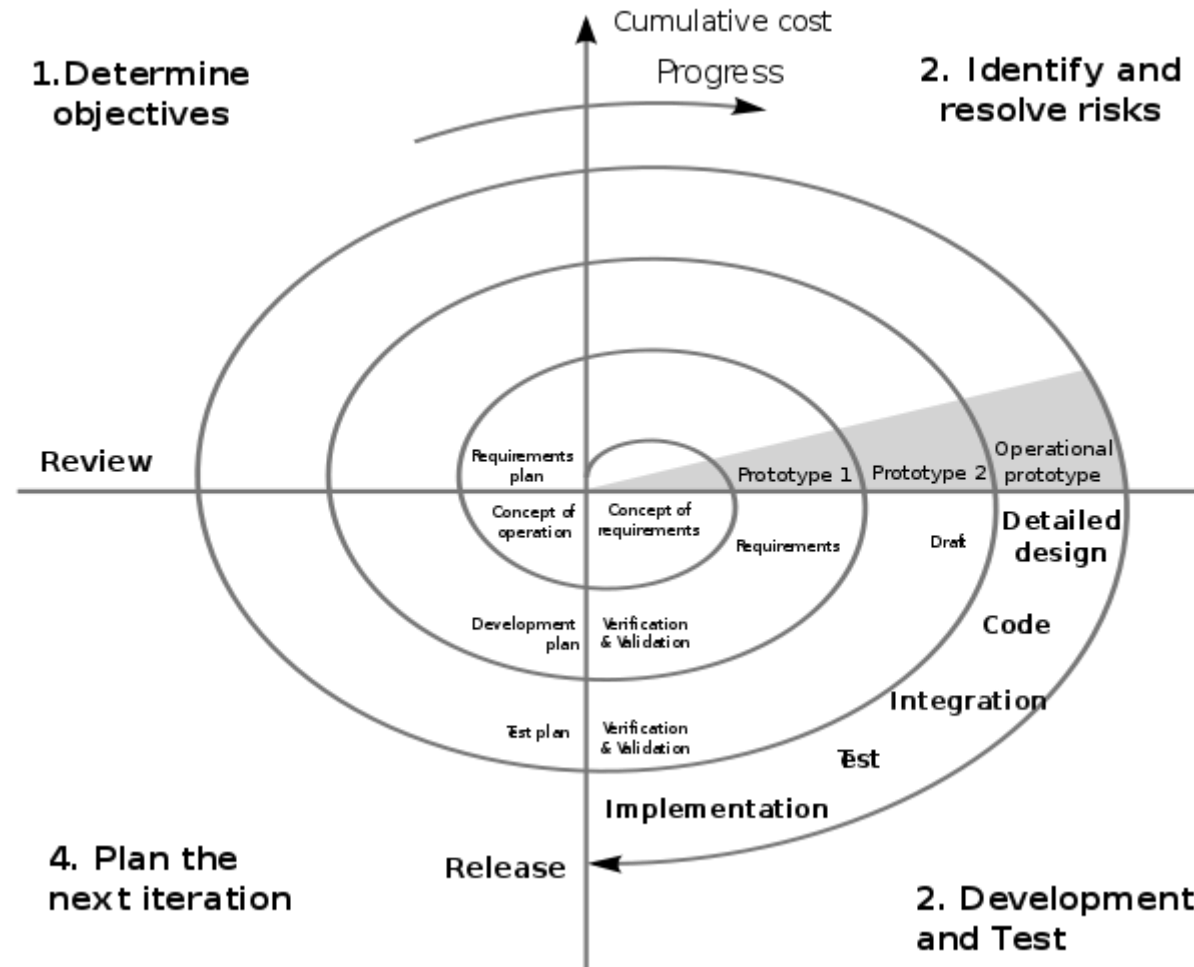 Cumulative cost
Progress
1.Determine
objectives
2. Identify and
resolve risks
Review
Requirements
plan
Prototype 1
Prototype 2
Operational
prototype
Concept of
operation
Concept of
requirements
Requirements
Draft
Detailed
design
Development
plan
Verification
& Validation
Code
Integration
Test plan
Verification
& Validation
Test
Implementation
Release
4. Plan the
next iteration
2. Development
and Test